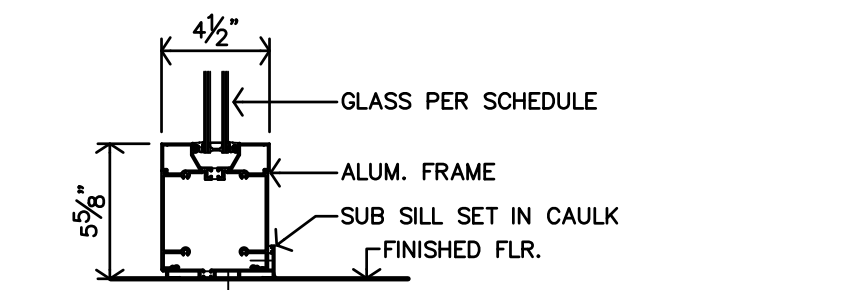 4½"
GLASS PER SCHEDULE
ALUM. FRAME
5⅝"
SUB SILL SET IN CAULK
FINISHED FLR.